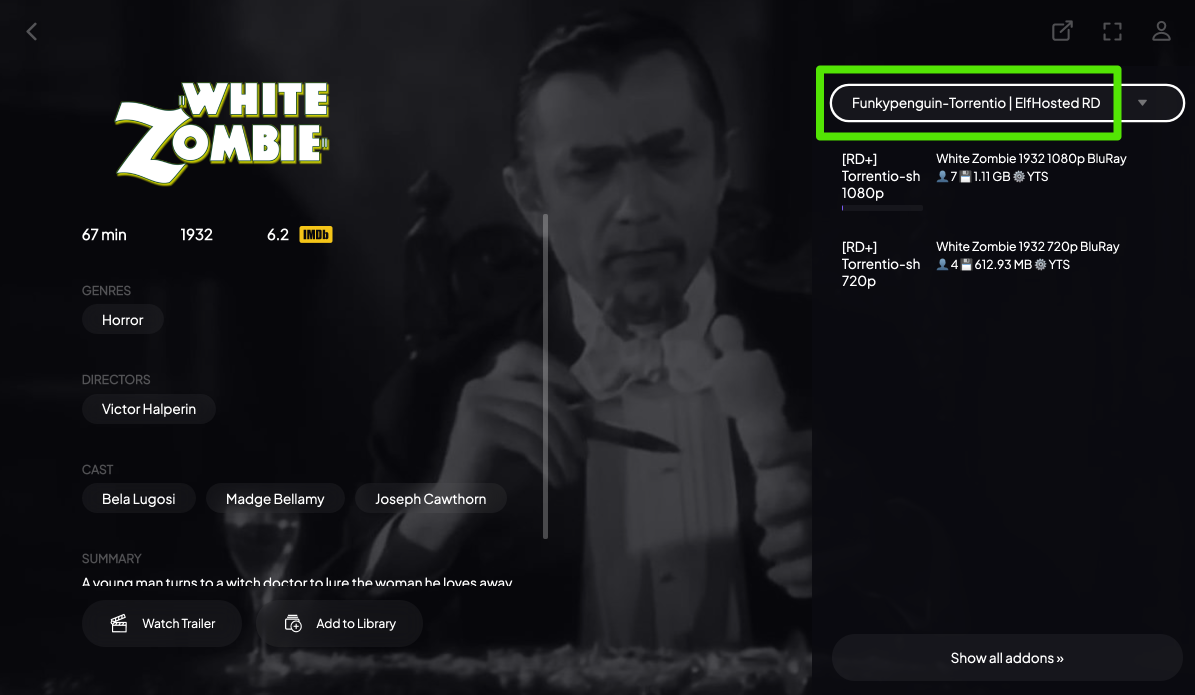 WHITE
ZOMBIE
67 min 1932 6.2 IMDb
GENRES
Horror
DIRECTORS
Victor Halperin
CAST
Bela Lugosi Madge Bellamy Joseph Cawthorn
SUMMARY
A young man turns to a witch doctor to lure the woman he loves away
Watch Trailer Add to Library
Funkypenguin-Torrentio | ElfHosted RD
[RD+]
Torrentio-sh
1080p
White Zombie 1932 1080p BluRay
👤 7 💾 1.11 GB ⚙️ YTS
[RD+]
Torrentio-sh
720p
White Zombie 1932 720p BluRay
👤 4 💾 612.93 MB ⚙️ YTS
Show all addons »